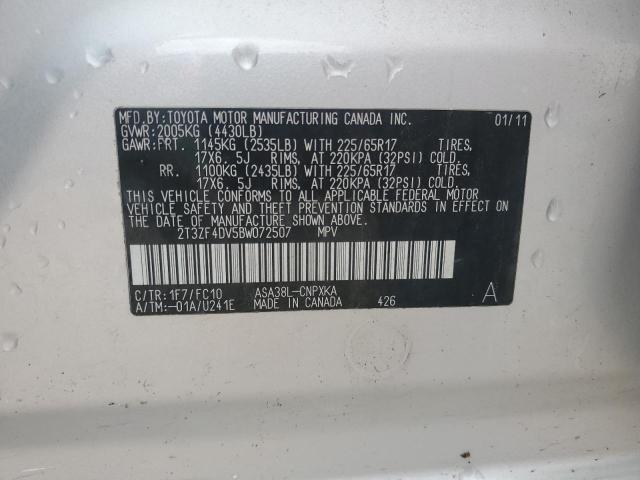 MFD.BY:TOYOTA MOTOR MANUFACTURING CANADA INC. 01/11
GVWR:2005KG (4430LB)
GAWR:FRT. 1145KG (2535LB) WITH 225/65R17 TIRES,
17X6. 5J RIMS, AT 220KPA (32PSI) COLD.
RR. 1100KG (2435LB) WITH 225/65R17 TIRES,
17X6. 5J RIMS, AT 220KPA (32PSI) COLD.
THIS VEHICLE CONFORMS TO ALL APPLICABLE FEDERAL MOTOR
VEHICLE SAFETY AND THEFT PREVENTION STANDARDS IN EFFECT ON
THE DATE OF MANUFACTURE SHOWN ABOVE.
2T3ZF4DV5BW072507 MPV
C/TR:1F7/FC10 ASA38L-CNPXKA
A/TM:-01A/U241E MADE IN CANADA 426 A